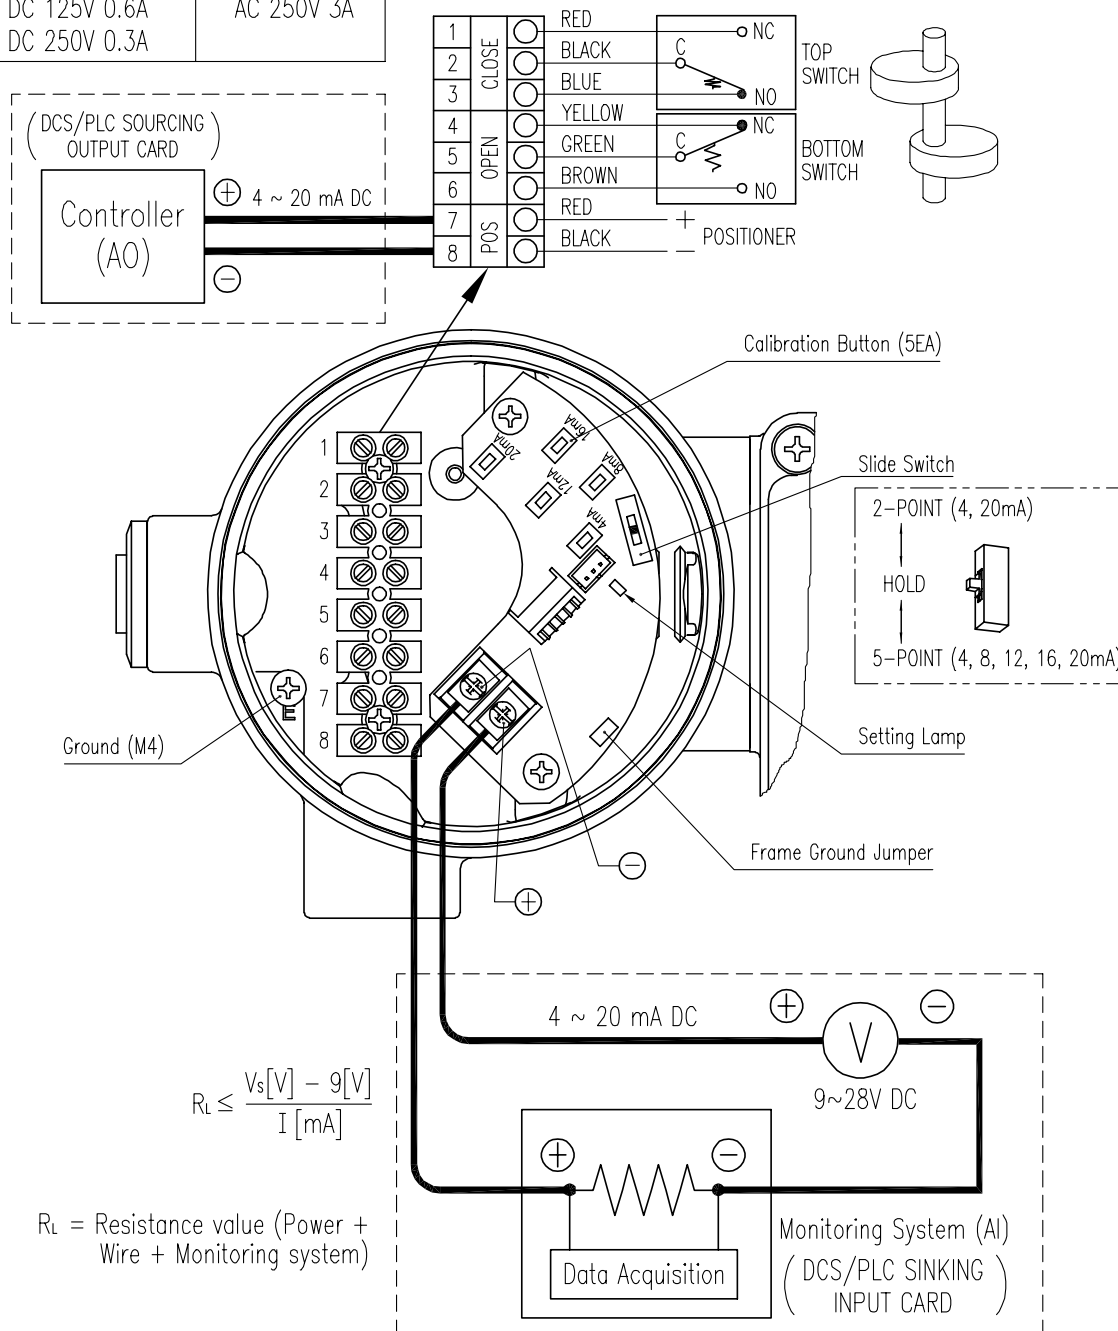 DC 125V 0.6A
AC 250V 3A
DC 250V 0.3A
(DCS/PLC SOURCING
OUTPUT CARD)
Controller
(AO)
+
4 ~ 20 mA DC
−
1
2
3
4
5
6
7
8
CLOSE
OPEN
POS
RED
BLACK
BLUE
YELLOW
GREEN
BROWN
RED
BLACK
NC
C
NO
TOP
SWITCH
NC
C
NO
BOTTOM
SWITCH
+
−
POSITIONER
Calibration Button (5EA)
20mA
16mA
12mA
8mA
4mA
1
2
3
4
5
6
7
8
E
Slide Switch
2-POINT (4, 20mA)
HOLD
5-POINT (4, 8, 12, 16, 20mA)
Ground (M4)
Setting Lamp
Frame Ground Jumper
−
+
4 ~ 20 mA DC
+
−
V
9~28V DC
RL ≤ Vs[V] − 9[V]
I [mA]
+
−
RL = Resistance value (Power +
Wire + Monitoring system)
Data Acquisition
Monitoring System (AI)
(DCS/PLC SINKING
INPUT CARD)